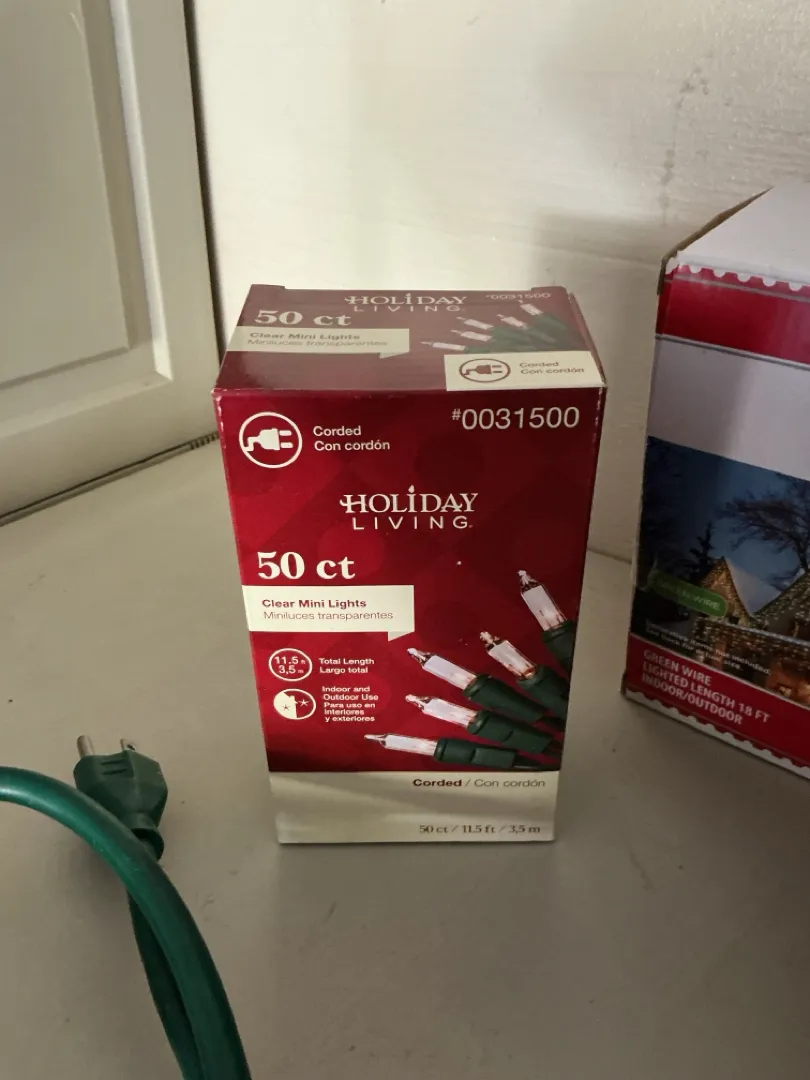 HOLiDAY
LIVING
#0031500
50 ct
Clear Mini Lights
Miniluces transparentes
Corded
Con cordón
Corded
Con cordón
#0031500
HOLiDAY
LIVING
50 ct
Clear Mini Lights
Miniluces transparentes
11.5 ft
3,5 m
Total Length
Largo total
Indoor and
Outdoor Use
Para uso en
interiores
y exteriores
Corded / Con cordón
50 ct / 11.5 ft / 3,5 m
GREEN WIRE
LIGHTED LENGTH 18 FT
INDOOR/OUTDOOR